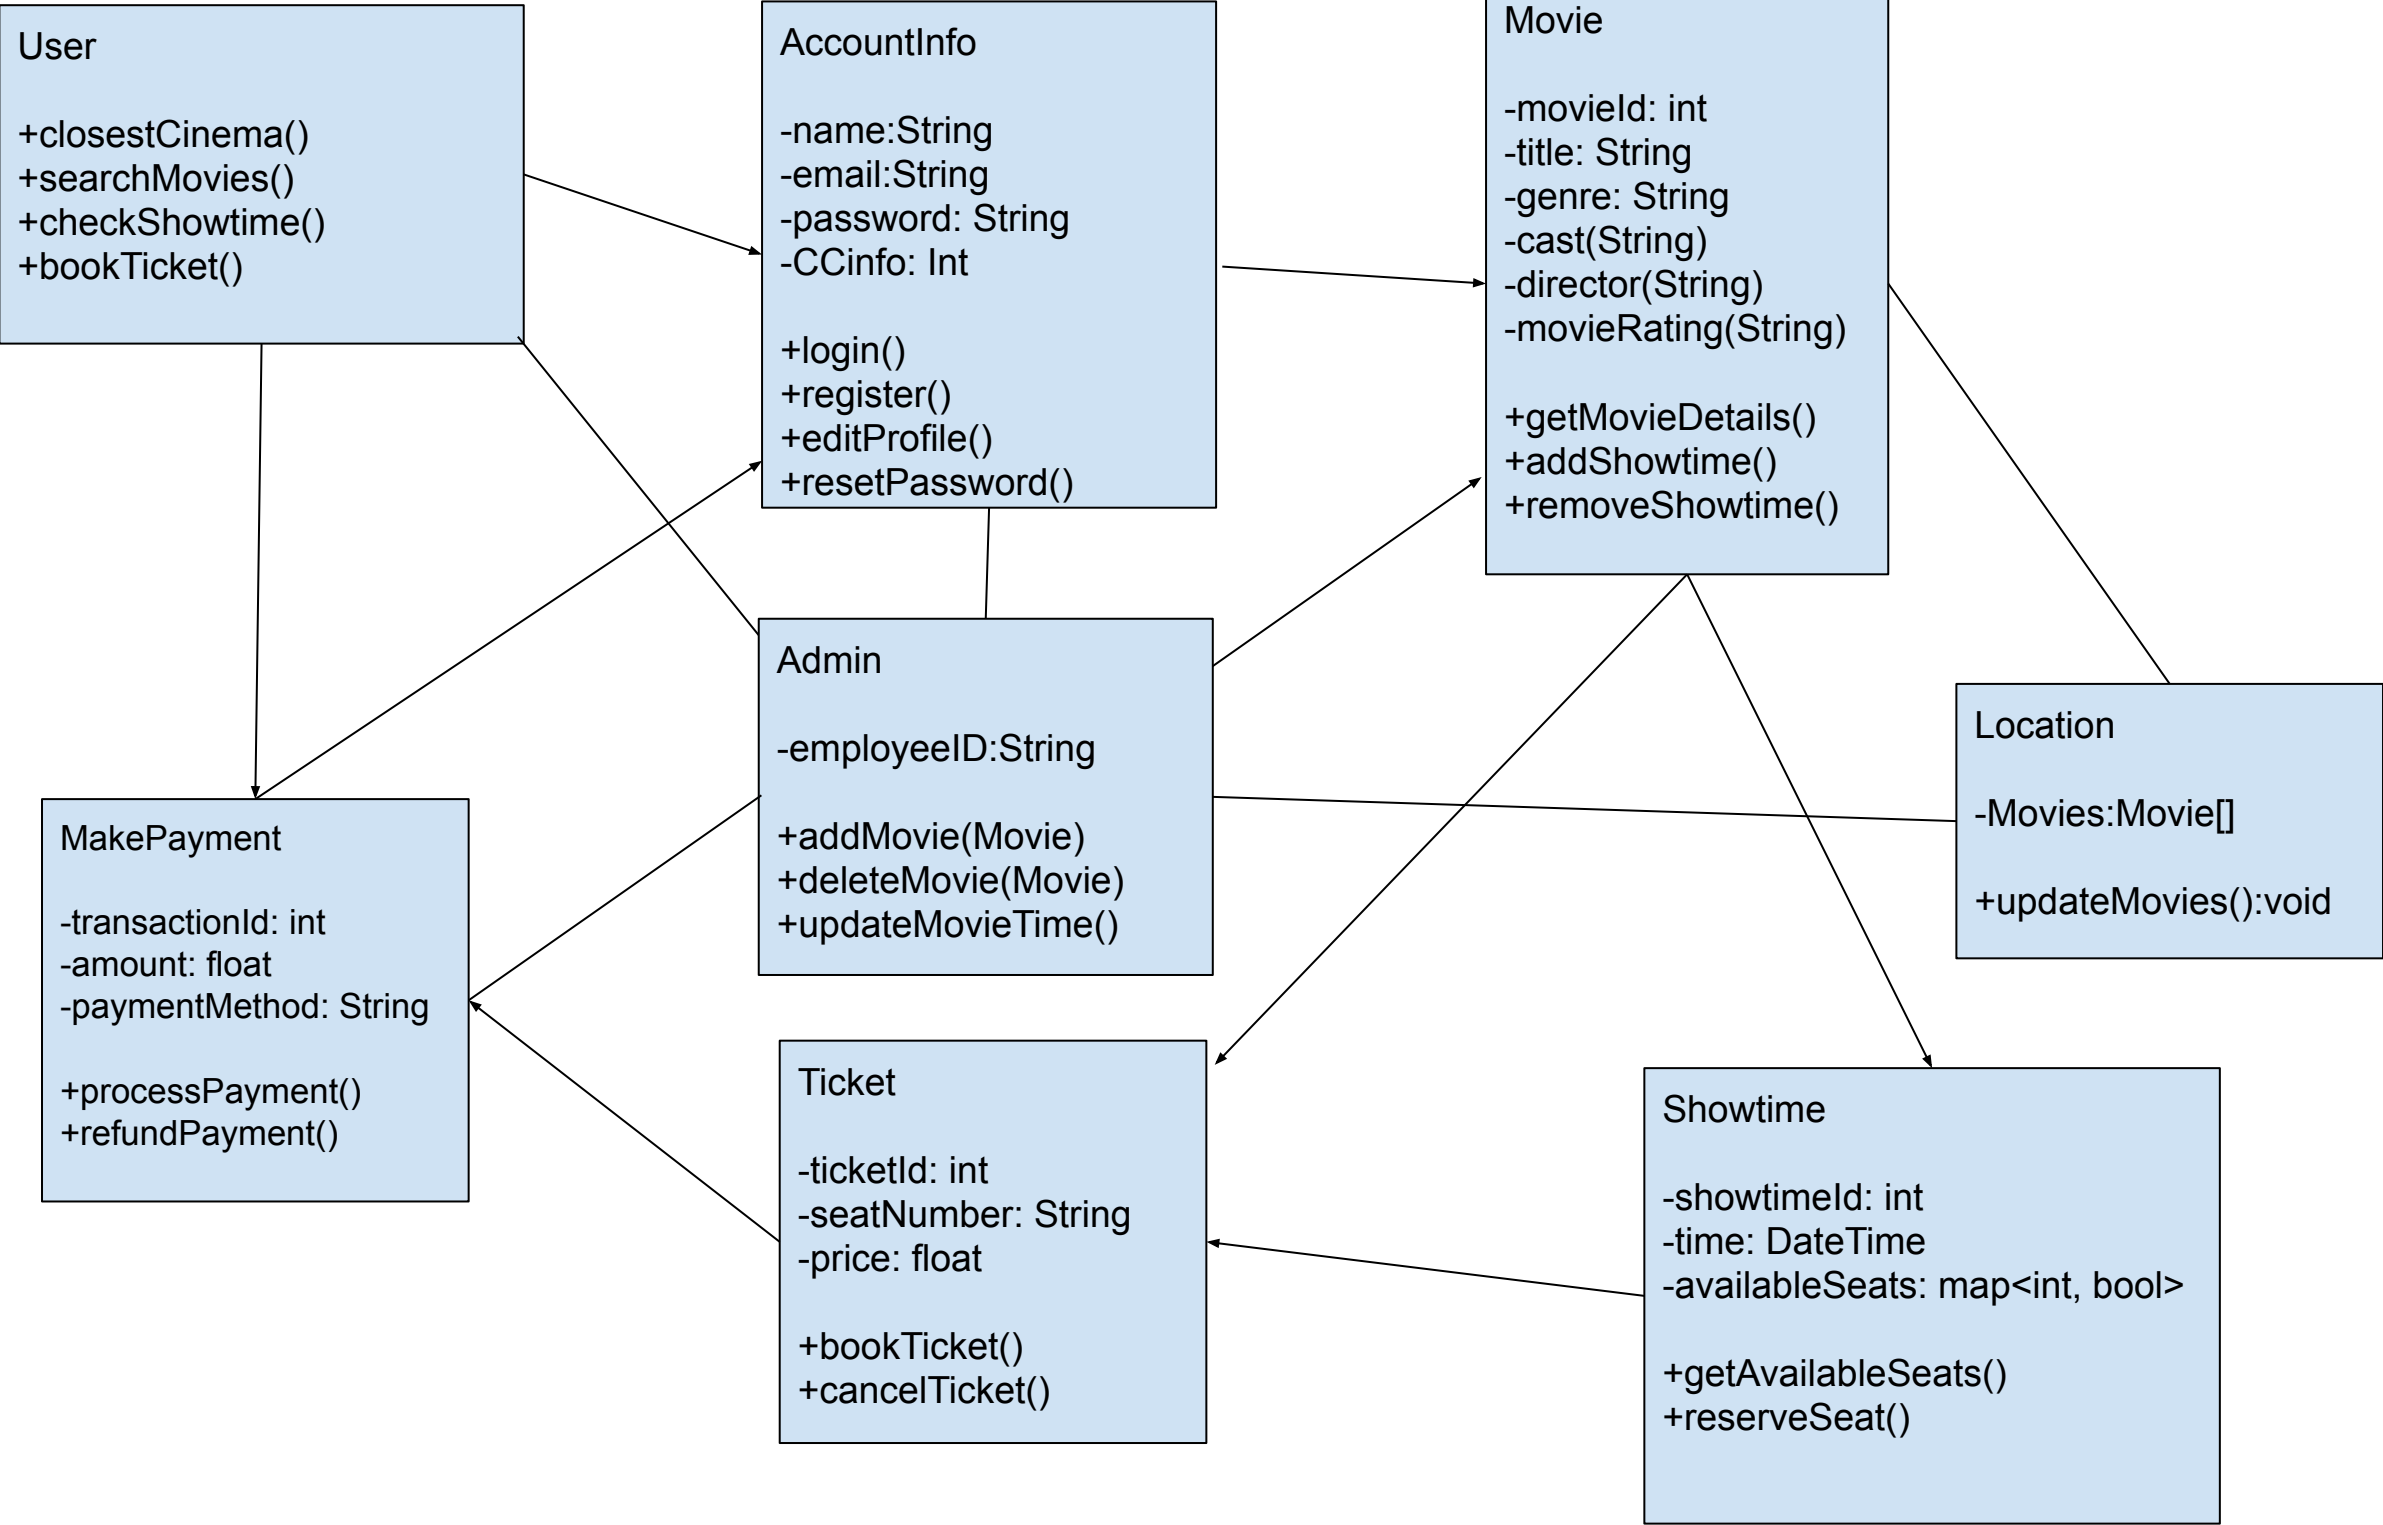 User
+closestCinema()
+searchMovies()
+checkShowtime()
+bookTicket()
AccountInfo
-name:String
-email:String
-password: String
-CCinfo: Int
+login()
+register()
+editProfile()
+resetPassword()
Movie
-movieId: int
-title: String
-genre: String
-cast(String)
-director(String)
-movieRating(String)
+getMovieDetails()
+addShowtime()
+removeShowtime()
Admin
-employeeID:String
+addMovie(Movie)
+deleteMovie(Movie)
+updateMovieTime()
Location
-Movies:Movie[]
+updateMovies():void
MakePayment
-transactionId: int
-amount: float
-paymentMethod: String
+processPayment()
+refundPayment()
Ticket
-ticketId: int
-seatNumber: String
-price: float
+bookTicket()
+cancelTicket()
Showtime
-showtimeId: int
-time: DateTime
-availableSeats: map<int, bool>
+getAvailableSeats()
+reserveSeat()